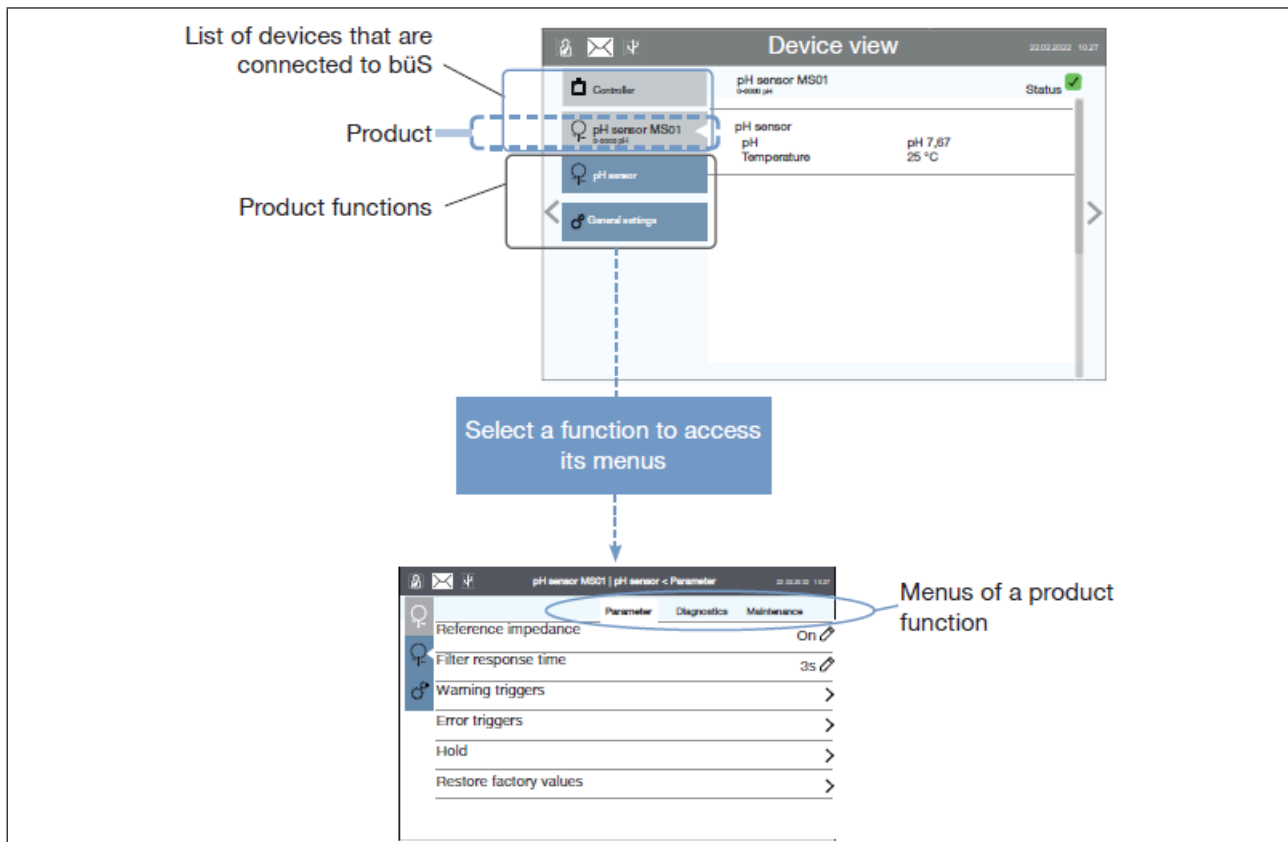 List of devices that are
connected to büS
Product
Product functions
Device view
22.02.2022 10.27
Controller
pH sensor MS01
pH sensor
General settings
pH sensor MS01
Status
pH sensor
pH pH 7,67
Temperature 25 °C
Select a function to access
its menus
pH sensor MS01 | pH sensor < Parameter
Parameter Diagnostics Maintenance
Reference impedance On
Filter response time 3s
Warning triggers
Error triggers
Hold
Restore factory values
Menus of a product
function